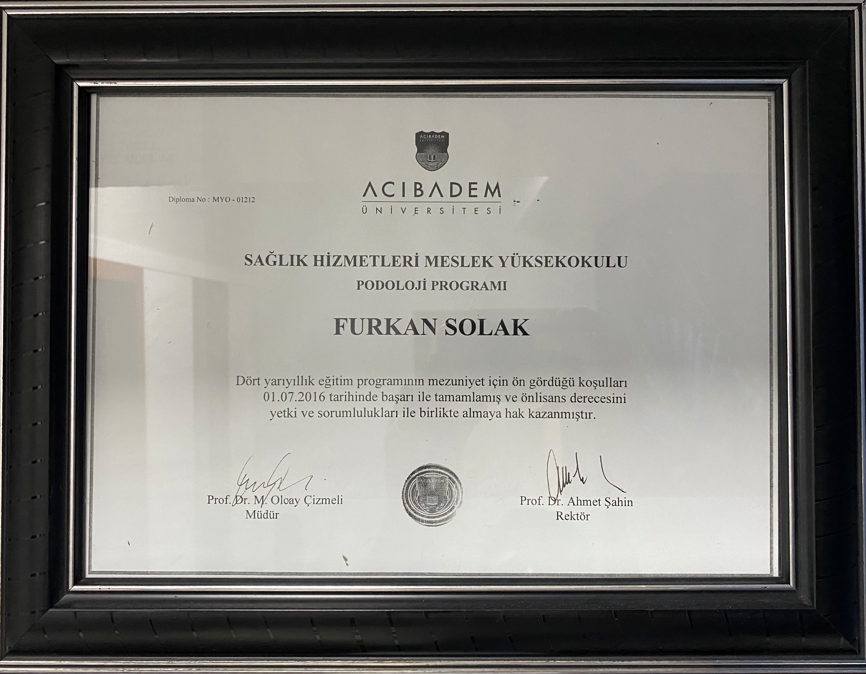 ACIBADEM
Diploma No : MYO - 01212
ACIBADEM
ÜNİVERSİTESİ
SAĞLIK HİZMETLERİ MESLEK YÜKSEKOKULU
PODOLOJİ PROGRAMI
FURKAN SOLAK
Dört yarıyıllık eğitim programının mezuniyet için ön gördüğü koşulları
01.07.2016 tarihinde başarı ile tamamlamış ve önlisans derecesini
yetki ve sorumlulukları ile birlikte almaya hak kazanmıştır.
Prof. Dr. M. Olcay Çizmeli
Müdür
Prof. Dr. Ahmet Şahin
Rektör